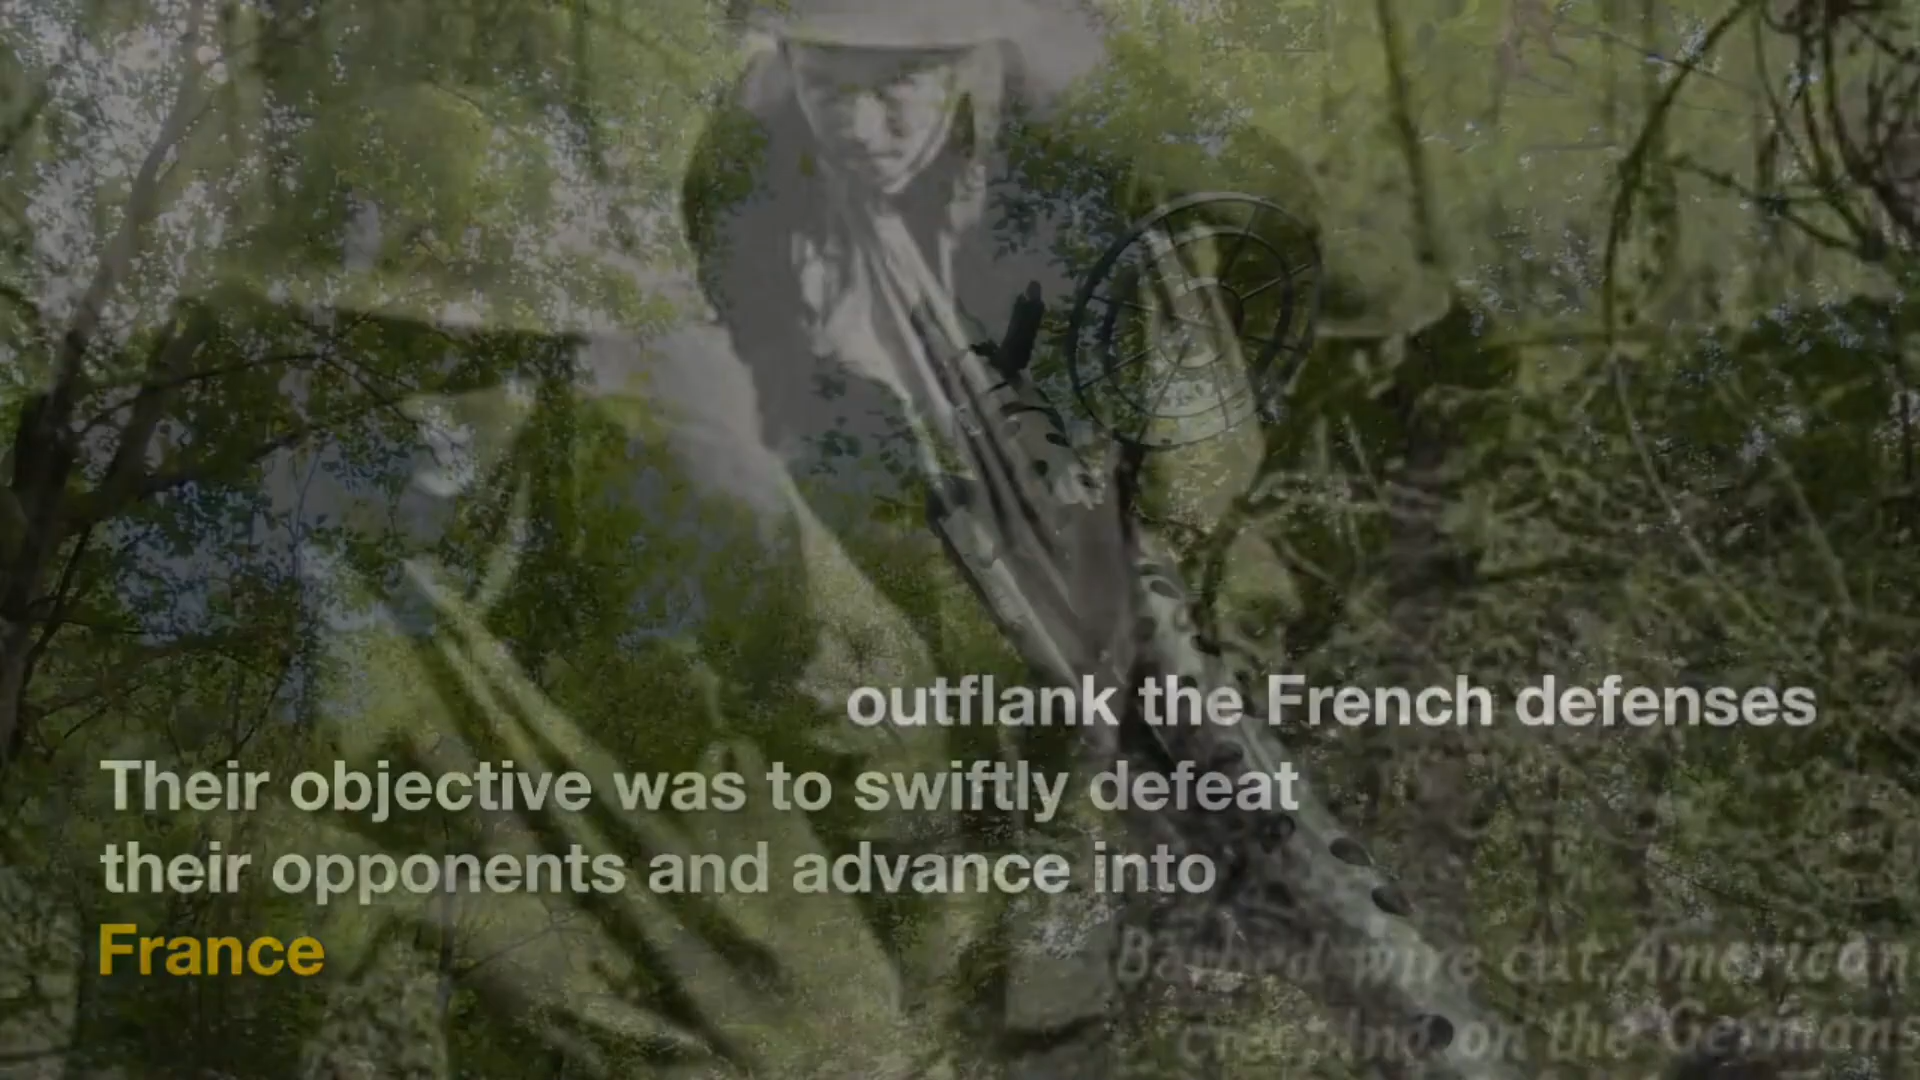 outflank the French defenses
Their objective was to swiftly defeat
their opponents and advance into
France
Barbed wire cut, American
creeping on the Germans